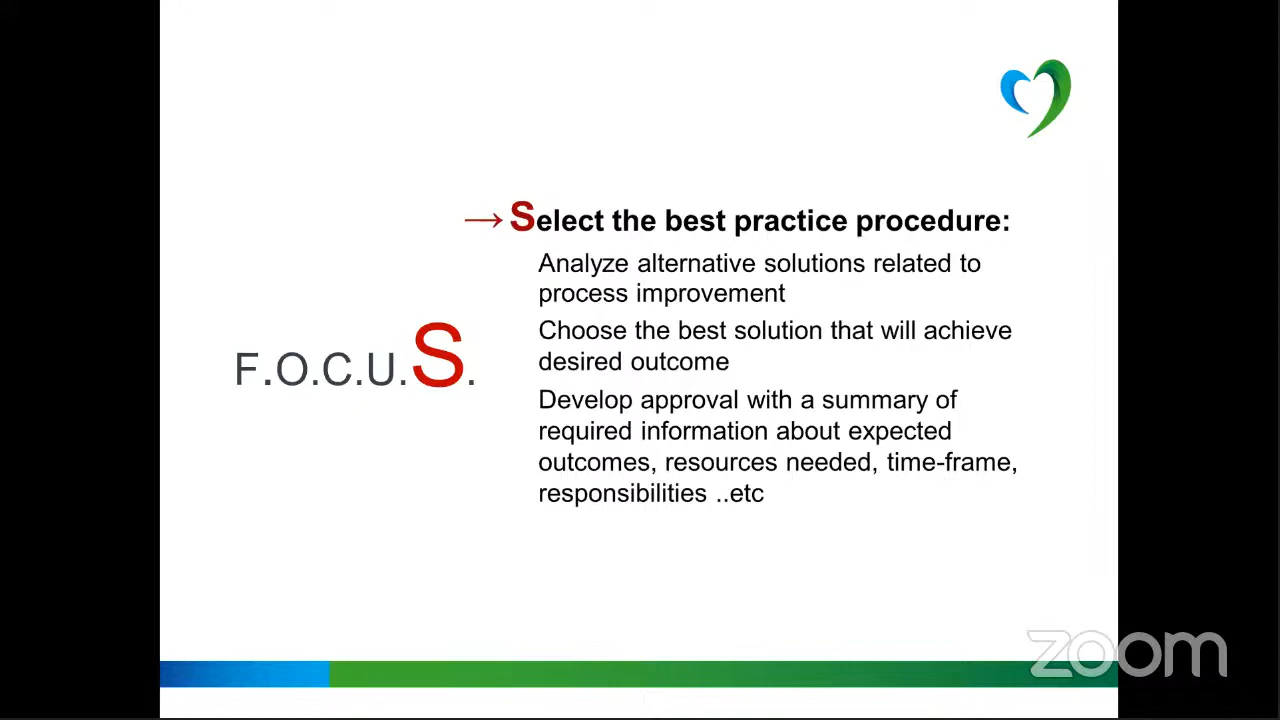 →Select the best practice procedure:
Analyze alternative solutions related to
process improvement
Choose the best solution that will achieve
desired outcome
F.O.C.U.S.
Develop approval with a summary of
required information about expected
outcomes, resources needed, time-frame,
responsibilities ..etc
zoom